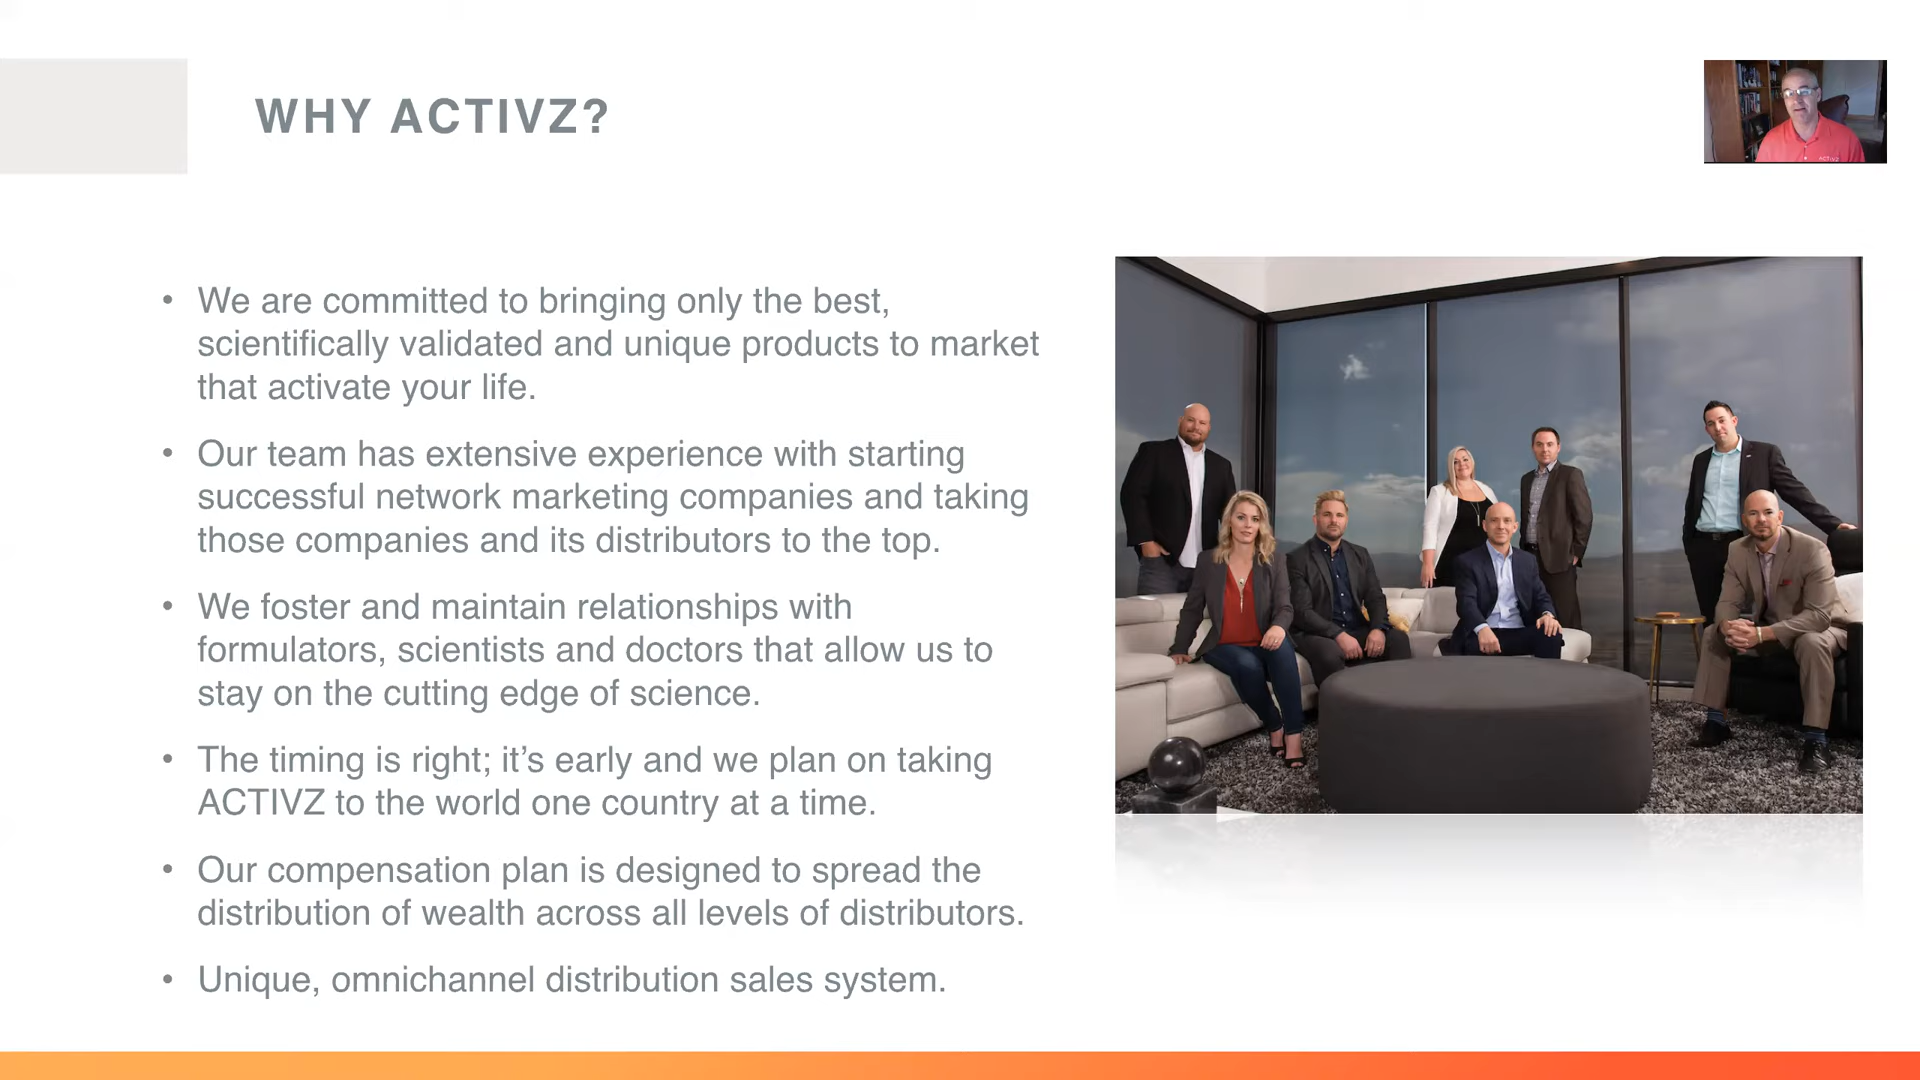 WHY ACTIVZ?
• We are committed to bringing only the best,
scientifically validated and unique products to market
that activate your life.
• Our team has extensive experience with starting
successful network marketing companies and taking
those companies and its distributors to the top.
• We foster and maintain relationships with
formulators, scientists and doctors that allow us to
stay on the cutting edge of science.
• The timing is right; it’s early and we plan on taking
ACTIVZ to the world one country at a time.
• Our compensation plan is designed to spread the
distribution of wealth across all levels of distributors.
• Unique, omnichannel distribution sales system.
ACTIVZ